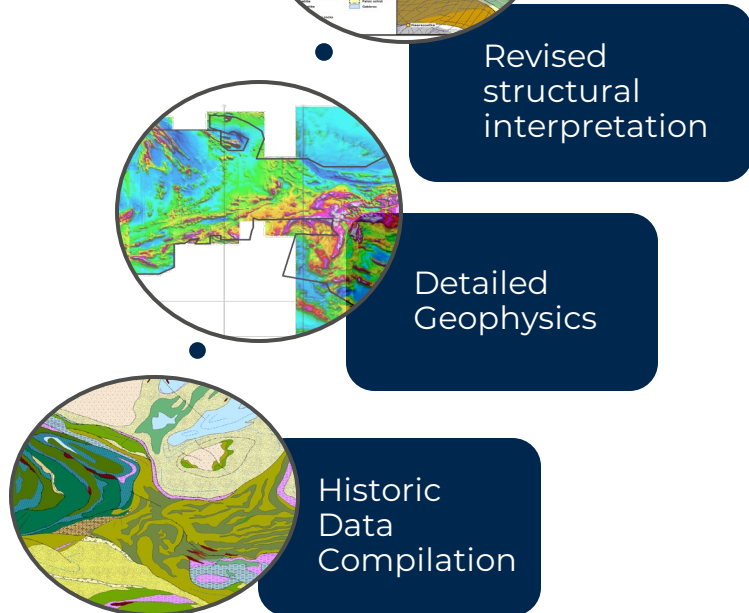 Revised
structural
interpretation
Detailed
Geophysics
Historic
Data
Compilation